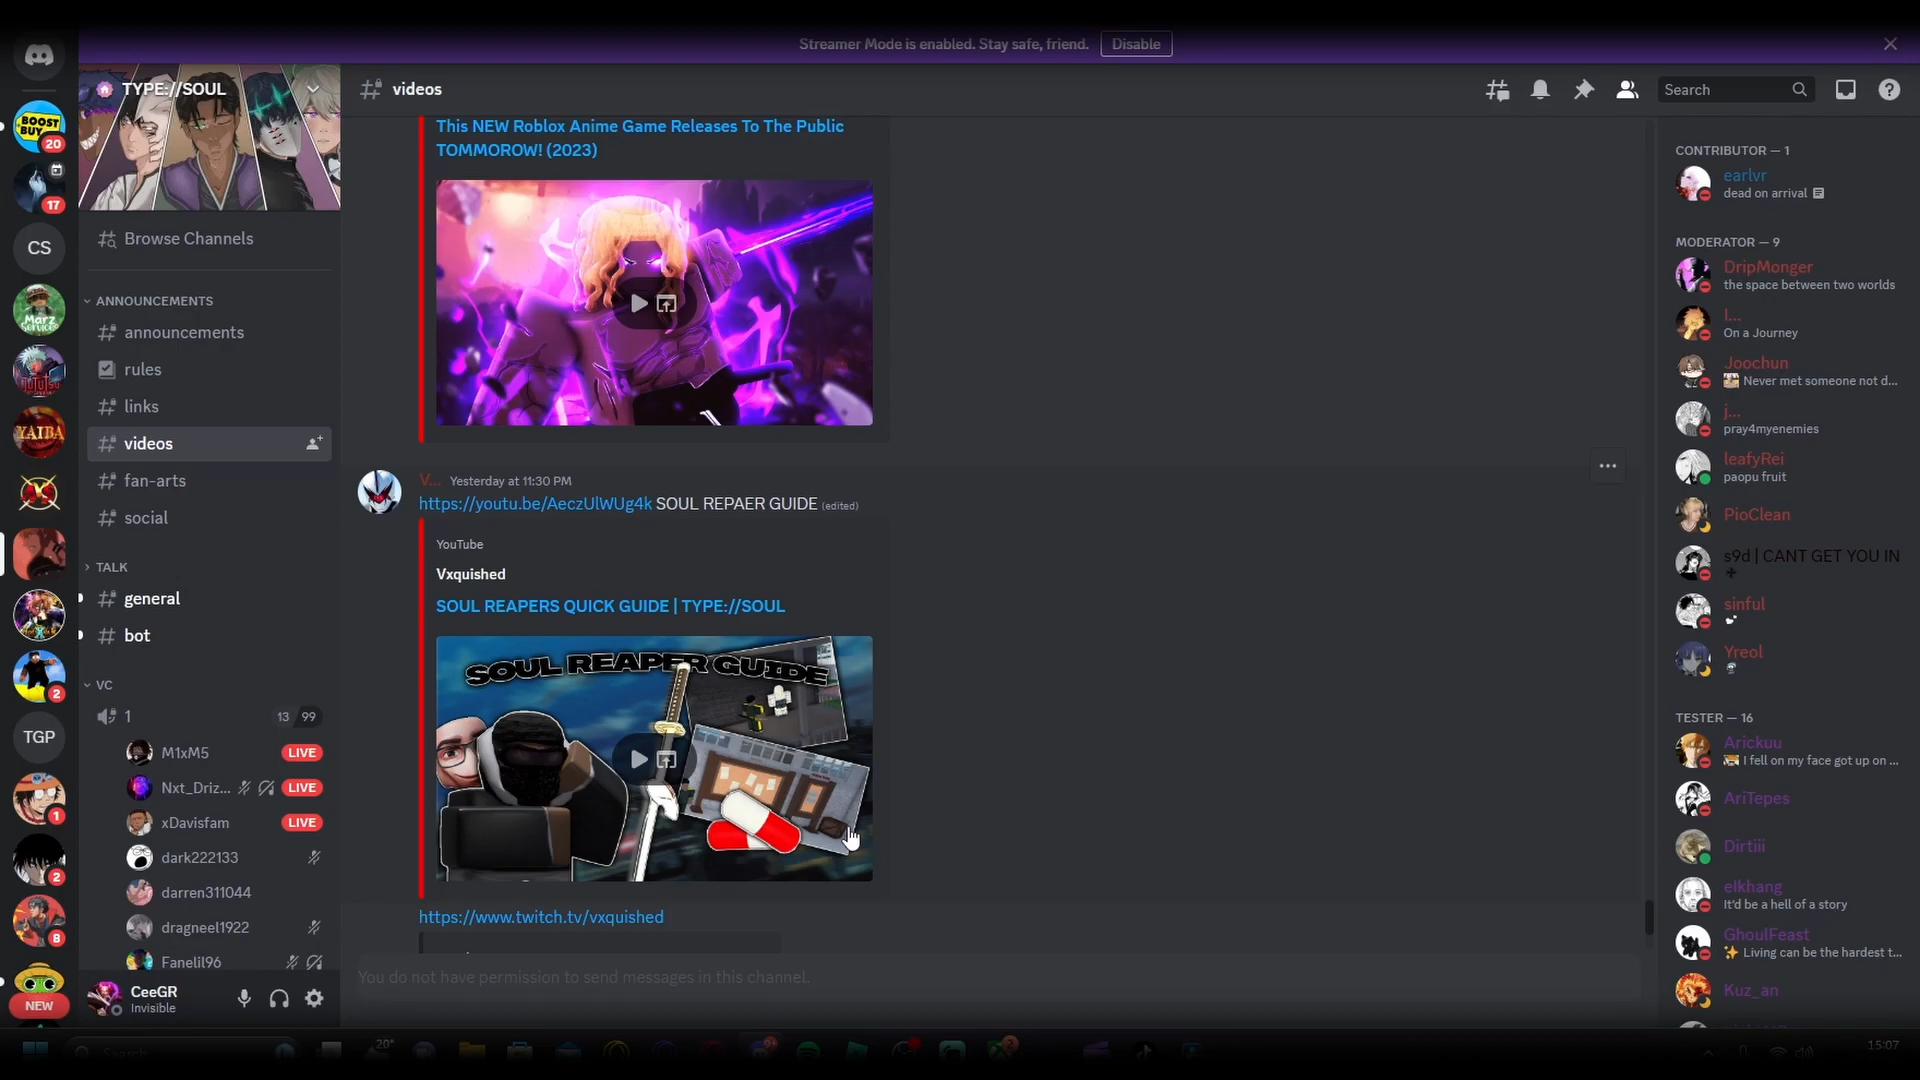 Streamer Mode is enabled. Stay safe, friend. Disable
BOOST
BUY
20
17
CS
Marz
Services
JUJUTSU
YAIBA
2
TGP
1
2
8
NEW
TYPE://SOUL
Browse Channels
ANNOUNCEMENTS
announcements
rules
links
videos
fan-arts
social
TALK
general
bot
VC
1 13 99
M1xM5 LIVE
Nxt_Driz... LIVE
xDavisfam LIVE
dark222133
darren311044
dragneel1922
Fanelil96
CeeGR
Invisible
videos
Search
This NEW Roblox Anime Game Releases To The Public
TOMMOROW! (2023)
V... Yesterday at 11:30 PM
https://youtu.be/AeczUlWUg4k SOUL REPAER GUIDE (edited)
YouTube
Vxquished
SOUL REAPERS QUICK GUIDE | TYPE://SOUL
SOUL REAPER GUIDE
https://www.twitch.tv/vxquished
You do not have permission to send messages in this channel.
CONTRIBUTOR — 1
earlvr
dead on arrival
MODERATOR — 9
DripMonger
the space between two worlds
I...
On a Journey
Joochun
Never met someone not d...
j...
pray4myenemies
leafyRei
paopu fruit
PioClean
s9d | CANT GET YOU IN
sinful
Yreol
TESTER — 16
Arickuu
I fell on my face got up on ...
AriTepes
Dirtiii
elkhang
It'd be a hell of a story
GhoulFeast
Living can be the hardest t...
Kuz_an
Search
20°
15:07